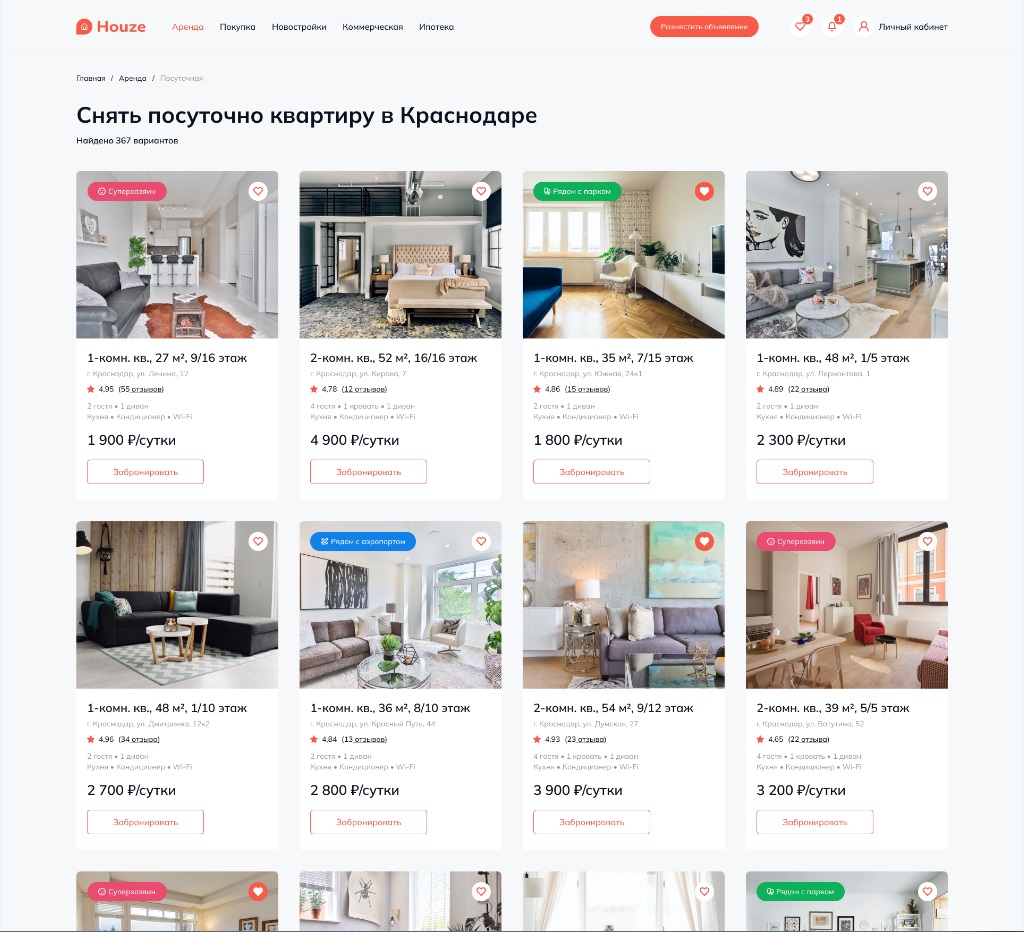 Houze Аренда Покупка Новостройки Коммерческая Ипотека Разместить объявление 3 1 Личный кабинет
Главная / Аренда / Посуточная
Снять посуточно квартиру в Краснодаре
Найдено 367 вариантов
Суперхозяин
1-комн. кв., 27 м², 9/16 этаж
г. Краснодар, ул. Ленина, 12
4,95 (55 отзывов)
2 гостя • 1 диван
Кухня • Кондиционер • Wi-Fi
1 900 ₽/сутки
Забронировать
2-комн. кв., 52 м², 16/16 этаж
г. Краснодар, ул. Кирова, 7
4,78 (12 отзывов)
4 гостя • 1 кровать • 1 диван
Кухня • Кондиционер • Wi-Fi
4 900 ₽/сутки
Забронировать
Рядом с парком
1-комн. кв., 35 м², 7/15 этаж
г. Краснодар, ул. Южная, 24к1
4,86 (15 отзывов)
2 гостя • 1 диван
Кухня • Кондиционер • Wi-Fi
1 800 ₽/сутки
Забронировать
1-комн. кв., 48 м², 1/5 этаж
г. Краснодар, ул. Лермонтова, 1
4,89 (22 отзыва)
2 гостя • 1 диван
Кухня • Кондиционер • Wi-Fi
2 300 ₽/сутки
Забронировать
1-комн. кв., 48 м², 1/10 этаж
г. Краснодар, ул. Дмитриева, 12к2
4,96 (34 отзыва)
2 гостя • 1 диван
Кухня • Кондиционер • Wi-Fi
2 700 ₽/сутки
Забронировать
Рядом с аэропортом
1-комн. кв., 36 м², 8/10 этаж
г. Краснодар, ул. Красный Путь, 44
4,84 (13 отзывов)
2 гостя • 1 диван
Кухня • Кондиционер • Wi-Fi
2 800 ₽/сутки
Забронировать
2-комн. кв., 54 м², 9/12 этаж
г. Краснодар, ул. Думская, 27
4,93 (23 отзыва)
4 гостя • 1 кровать • 1 диван
Кухня • Кондиционер • Wi-Fi
3 900 ₽/сутки
Забронировать
Суперхозяин
2-комн. кв., 39 м², 5/5 этаж
г. Краснодар, ул. Ватутина, 52
4,65 (22 отзыва)
4 гостя • 1 кровать • 1 диван
Кухня • Кондиционер • Wi-Fi
3 200 ₽/сутки
Забронировать
Суперхозяин
Рядом с парком